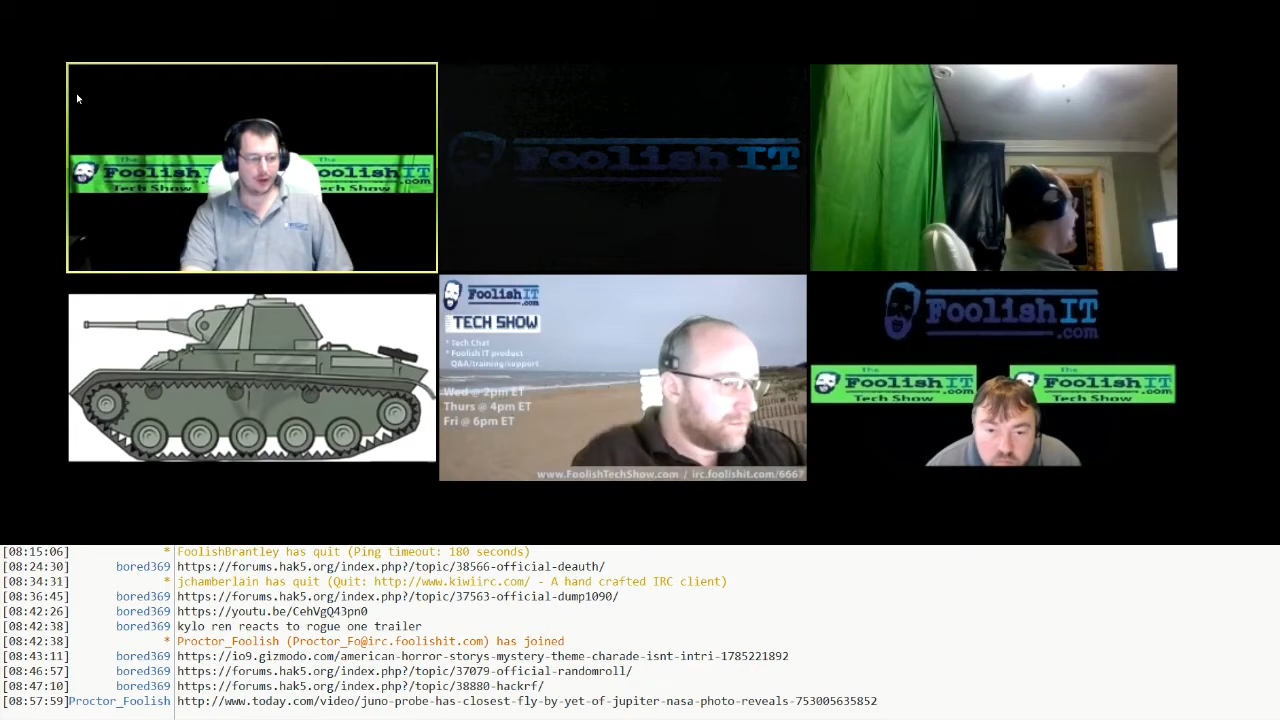 The The
FoolishIT FoolishIT
.com .com
Tech Show Tech Show
FoolishIT
FoolishIT
.com
TECH SHOW
* Tech Chat
* Foolish IT product
Q&A/training/support
Wed @ 2pm ET
Thurs @ 4pm ET
Fri @ 6pm ET
www.FoolishTechShow.com / irc.foolishit.com/6667
FoolishIT
.com
The The
FoolishIT FoolishIT
.com .com
Tech Show Tech Show
[08:15:06] * FoolishBrantley has quit (Ping timeout: 180 seconds)
[08:24:30] bored369 https://forums.hak5.org/index.php?/topic/38566-official-deauth/
[08:34:31] * jchamberlain has quit (Quit: http://www.kiwiirc.com/ - A hand crafted IRC client)
[08:36:45] bored369 https://forums.hak5.org/index.php?/topic/37563-official-dump1090/
[08:42:26] bored369 https://youtu.be/CehVgQ43pn0
[08:42:38] bored369 kylo ren reacts to rogue one trailer
[08:42:38] * Proctor_Foolish (Proctor_Fo@irc.foolishit.com) has joined
[08:43:11] bored369 https://io9.gizmodo.com/american-horror-storys-mystery-theme-charade-isnt-intri-1785221892
[08:46:57] bored369 https://forums.hak5.org/index.php?/topic/37079-official-randomroll/
[08:47:10] bored369 https://forums.hak5.org/index.php?/topic/38880-hackrf/
[08:57:59] Proctor_Foolish http://www.today.com/video/juno-probe-has-closest-fly-by-yet-of-jupiter-nasa-photo-reveals-753005635852